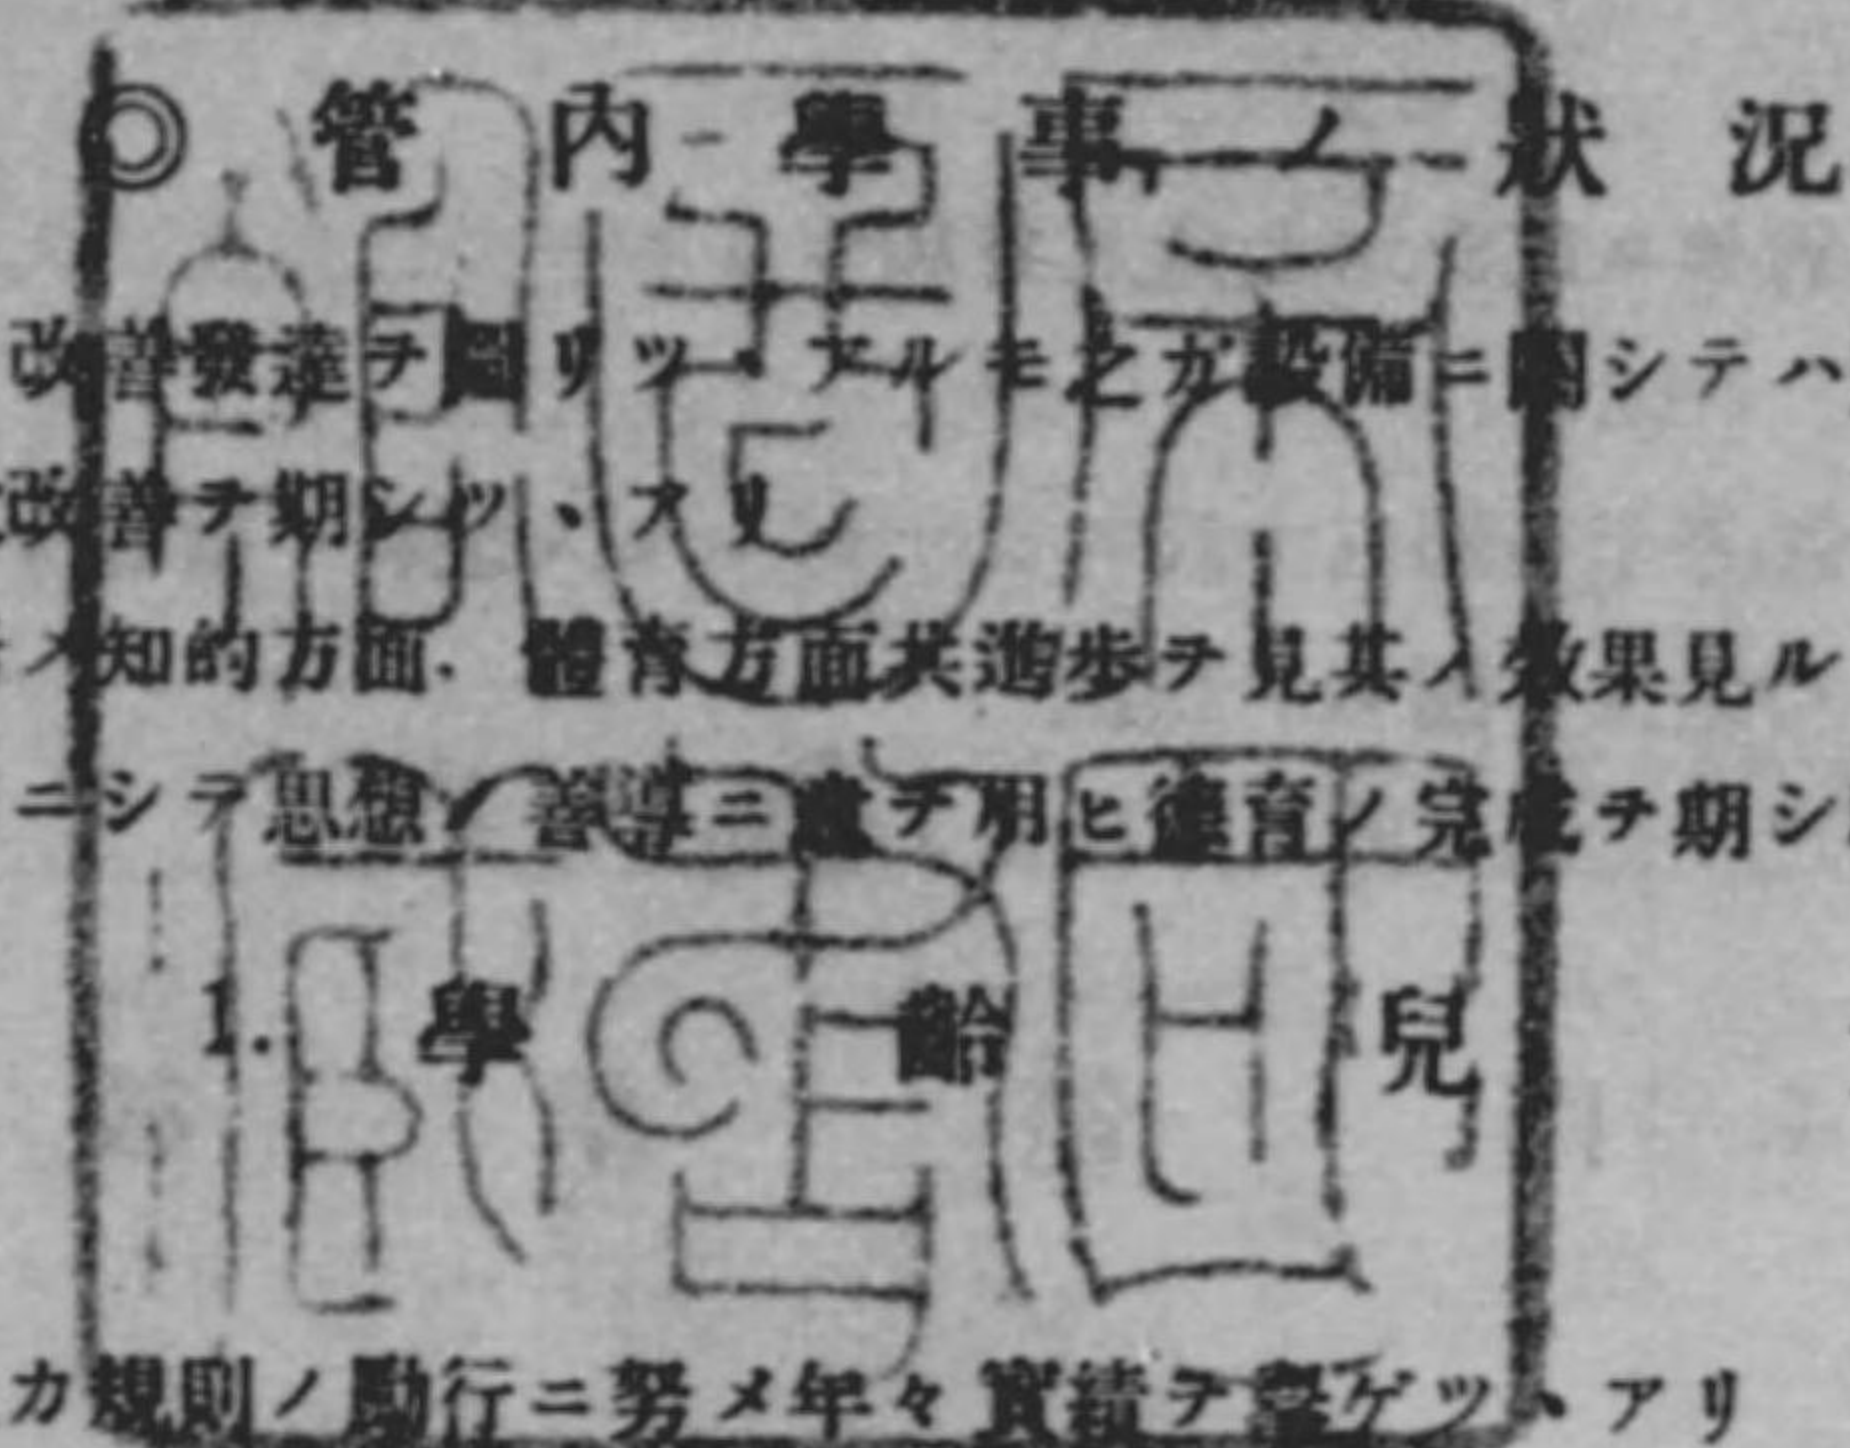 ◎管內學事ノ狀況
改善發達ヲ圖リツヽアルモ之ガ設備ニ關シテハ
改善ヲ期シツヽアリ
メ知的方面．體育方面共進步ヲ見其ノ效果見ル
ニシテ思想ノ善導ニ意ヲ用ヒ德育ノ完成ヲ期シ
1. 學齡兒
カ規則ノ勵行ニ努メ年々實績ヲ擧ゲツヽアリ